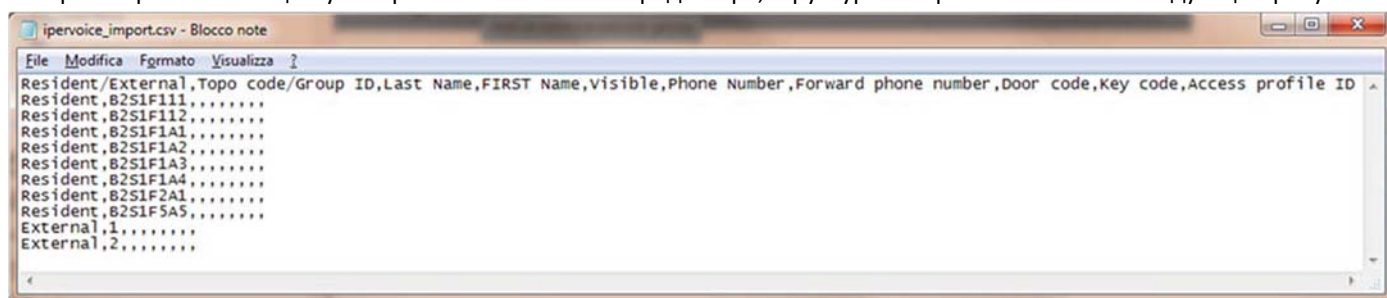 ipervoice_import.csv - Blocco note
File Modifica Formato Visualizza ?
Resident/External,Topo code/Group ID,Last Name,FIRST Name,Visible,Phone Number,Forward phone number,Door code,Key code,Access profile ID
Resident,B2S1F111,,,,,,,,
Resident,B2S1F112,,,,,,,,
Resident,B2S1F1A1,,,,,,,,
Resident,B2S1F1A2,,,,,,,,
Resident,B2S1F1A3,,,,,,,,
Resident,B2S1F1A4,,,,,,,,
Resident,B2S1F2A1,,,,,,,,
Resident,B2S1F5A5,,,,,,,,
External,1,,,,,,,,
External,2,,,,,,,,